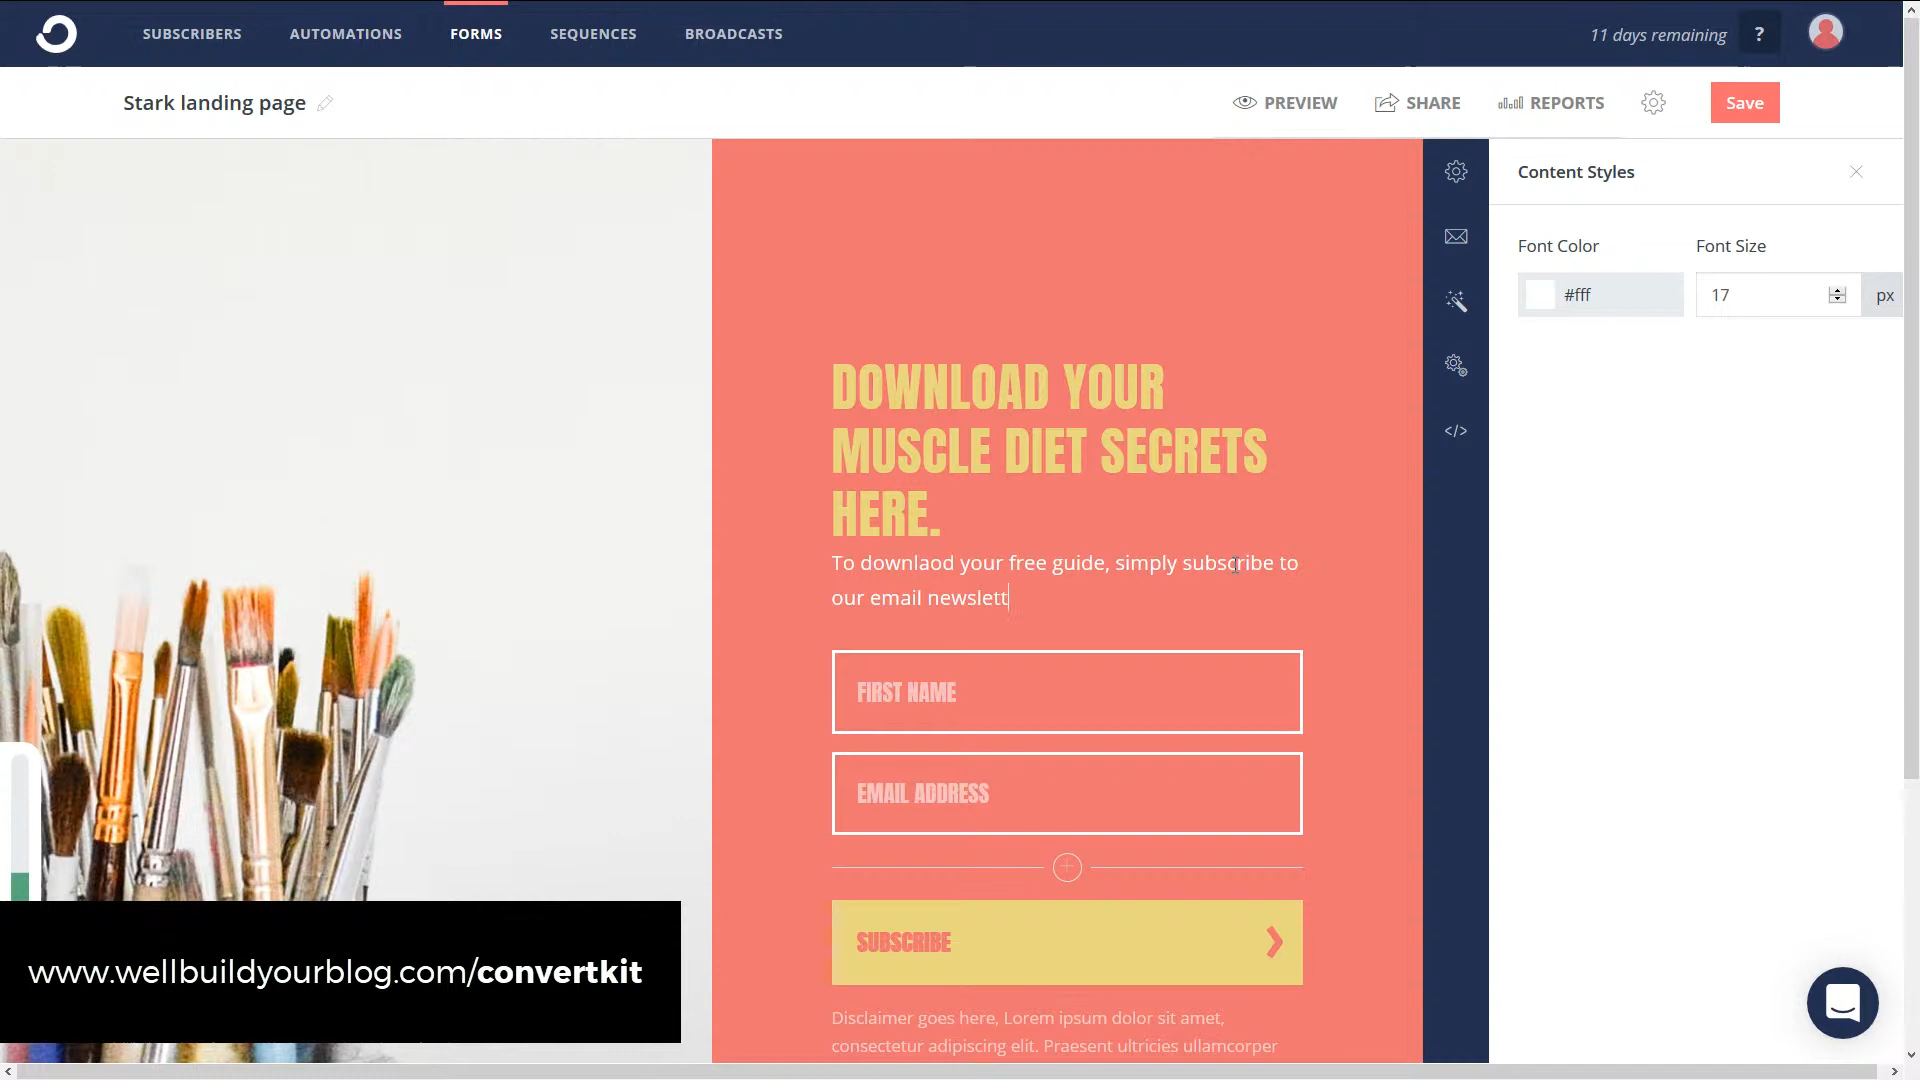 SUBSCRIBERS AUTOMATIONS FORMS SEQUENCES BROADCASTS 11 days remaining ?
Stark landing page PREVIEW SHARE REPORTS Save
Content Styles
Font Color Font Size
#fff 17 px
DOWNLOAD YOUR
MUSCLE DIET SECRETS
HERE.
To downlaod your free guide, simply subscribe to
our email newslett
FIRST NAME
EMAIL ADDRESS
SUBSCRIBE
www.wellbuildyourblog.com/convertkit
Disclaimer goes here, Lorem ipsum dolor sit amet,
consectetur adipiscing elit. Praesent ultricies ullamcorper